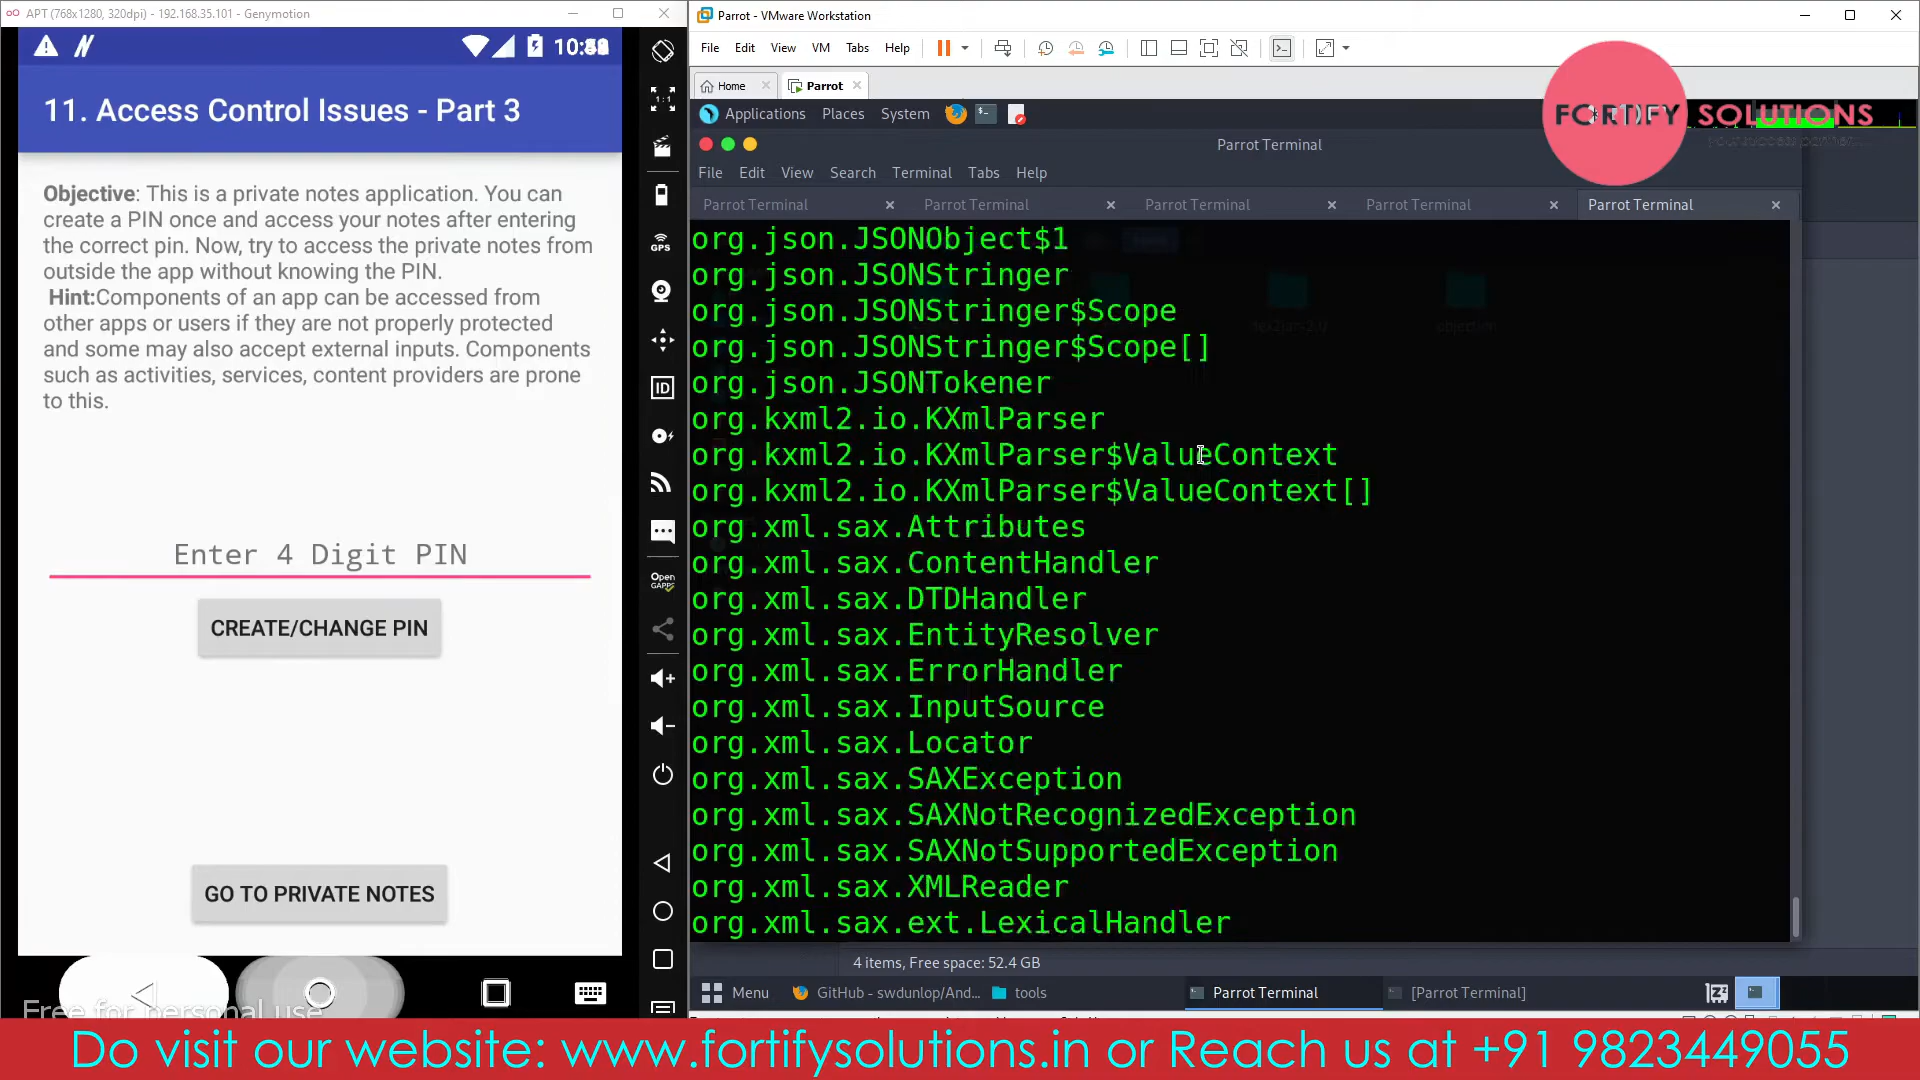 APT (768x1280, 320dpi) - 192.168.35.101 - Genymotion
11. Access Control Issues - Part 3
Objective: This is a private notes application. You can
create a PIN once and access your notes after entering
the correct pin. Now, try to access the private notes from
outside the app without knowing the PIN.
Hint:Components of an app can be accessed from
other apps or users if they are not properly protected
and some may also accept external inputs. Components
such as activities, services, content providers are prone
to this.
Enter 4 Digit PIN
CREATE/CHANGE PIN
GO TO PRIVATE NOTES
Free for personal use
1:1
GPS
ID
Open
GAPPS
Parrot - VMware Workstation
File Edit View VM Tabs Help
Home Parrot
Applications Places System
FORTIFY SOLUTIONS
Parrot Terminal
File Edit View Search Terminal Tabs Help
Parrot Terminal Parrot Terminal Parrot Terminal Parrot Terminal Parrot Terminal
org.json.JSONObject$1
org.json.JSONStringer
org.json.JSONStringer$Scope
org.json.JSONStringer$Scope[]
org.json.JSONTokener
org.kxml2.io.KXmlParser
org.kxml2.io.KXmlParser$ValueContext
org.kxml2.io.KXmlParser$ValueContext[]
org.xml.sax.Attributes
org.xml.sax.ContentHandler
org.xml.sax.DTDHandler
org.xml.sax.EntityResolver
org.xml.sax.ErrorHandler
org.xml.sax.InputSource
org.xml.sax.Locator
org.xml.sax.SAXException
org.xml.sax.SAXNotRecognizedException
org.xml.sax.SAXNotSupportedException
org.xml.sax.XMLReader
org.xml.sax.ext.LexicalHandler
objection
4 items, Free space: 52.4 GB
Menu GitHub - swdunlop/And... tools Parrot Terminal [Parrot Terminal]
Do visit our website: www.fortifysolutions.in or Reach us at +91 9823449055